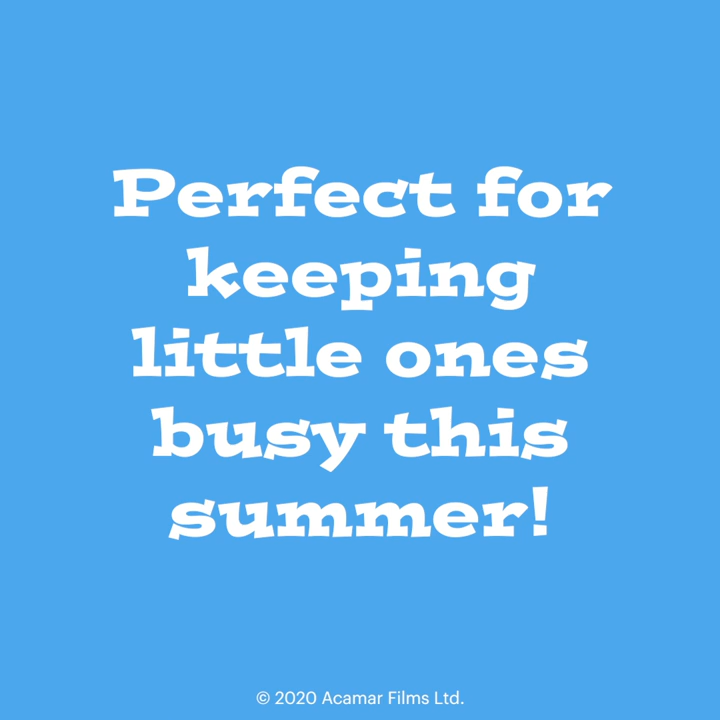 Perfect for
keeping
little ones
busy this
summer!
© 2020 Acamar Films Ltd.